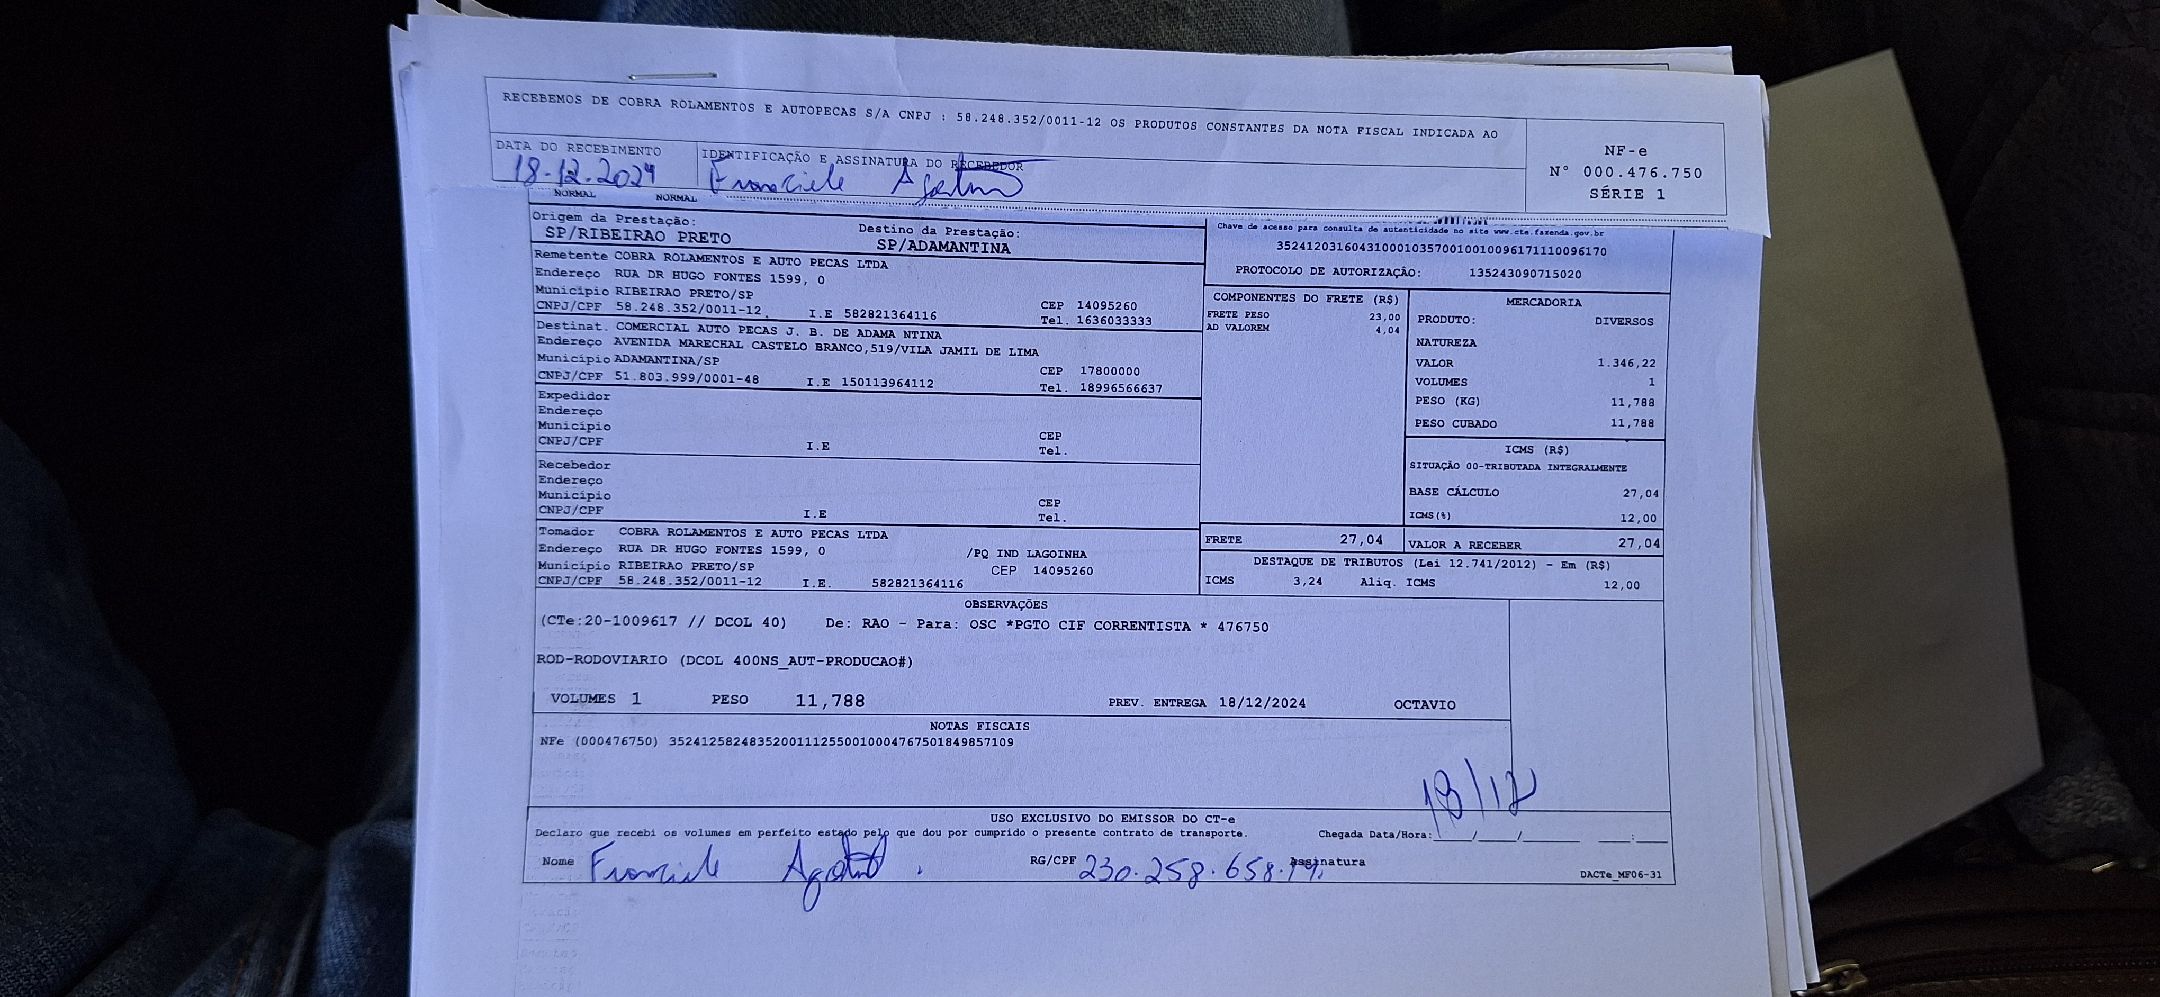 RECEBEMOS DE COBRA ROLAMENTOS E AUTOPECAS S/A CNPJ : 58.248.352/0011-12 OS PRODUTOS CONSTANTES DA NOTA FISCAL INDICADA AO
NF-e
Nº 000.476.750
SÉRIE 1
DATA DO RECEBIMENTO
18-12.2024
IDENTIFICAÇÃO E ASSINATURA DO RECEBEDOR
Franciele
NORMAL NORMAL
Origem da Prestação:
SP/RIBEIRAO PRETO
Destino da Prestação:
SP/ADAMANTINA
Chave de acesso para consulta de autenticidade no site www.cte.fazenda.gov.br
35241203160431000103570010010096171110096170
PROTOCOLO DE AUTORIZAÇÃO: 135243090715020
Remetente COBRA ROLAMENTOS E AUTO PECAS LTDA
Endereço RUA DR HUGO FONTES 1599, 0
Município RIBEIRAO PRETO/SP CEP 14095260
CNPJ/CPF 58.248.352/0011-12 I.E 582821364116 Tel. 1636033333
Destinat. COMERCIAL AUTO PECAS J. B. DE ADAMA NTINA
Endereço AVENIDA MARECHAL CASTELO BRANCO,519/VILA JAMIL DE LIMA
Município ADAMANTINA/SP CEP 17800000
CNPJ/CPF 51.803.999/0001-48 I.E 150113964112 Tel. 18996566637
Expedidor
Endereço
Município CEP
CNPJ/CPF I.E Tel.
Recebedor
Endereço
Município CEP
CNPJ/CPF I.E Tel.
Tomador COBRA ROLAMENTOS E AUTO PECAS LTDA
Endereço RUA DR HUGO FONTES 1599, 0 /PQ IND LAGOINHA
Município RIBEIRAO PRETO/SP CEP 14095260
CNPJ/CPF 58.248.352/0011-12 I.E. 582821364116
COMPONENTES DO FRETE (R$)
FRETE PESO 23,00
AD VALOREM 4,04
MERCADORIA
PRODUTO: DIVERSOS
NATUREZA
VALOR 1.346,22
VOLUMES 1
PESO (KG) 11,788
PESO CUBADO 11,788
ICMS (R$)
SITUAÇÃO 00-TRIBUTADA INTEGRALMENTE
BASE CÁLCULO 27,04
ICMS(%) 12,00
FRETE 27,04
VALOR A RECEBER 27,04
DESTAQUE DE TRIBUTOS (Lei 12.741/2012) - Em (R$)
ICMS 3,24 Aliq. ICMS 12,00
OBSERVAÇÕES
(CTe:20-1009617 // DCOL 40) De: RAO - Para: OSC *PGTO CIF CORRENTISTA * 476750
ROD-RODOVIARIO (DCOL 400NS_AUT-PRODUCAO#)
VOLUMES 1 PESO 11,788 PREV. ENTREGA 18/12/2024 OCTAVIO
NOTAS FISCAIS
NFe (000476750) 35241258248352001112550010004767501849857109
18/12
USO EXCLUSIVO DO EMISSOR DO CT-e
Declaro que recebi os volumes em perfeito estado pelo que dou por cumprido o presente contrato de transporte. Chegada Data/Hora: / / :
Nome Franciele RG/CPF 230.258.658.19. Assinatura
DACTe_MF06-31